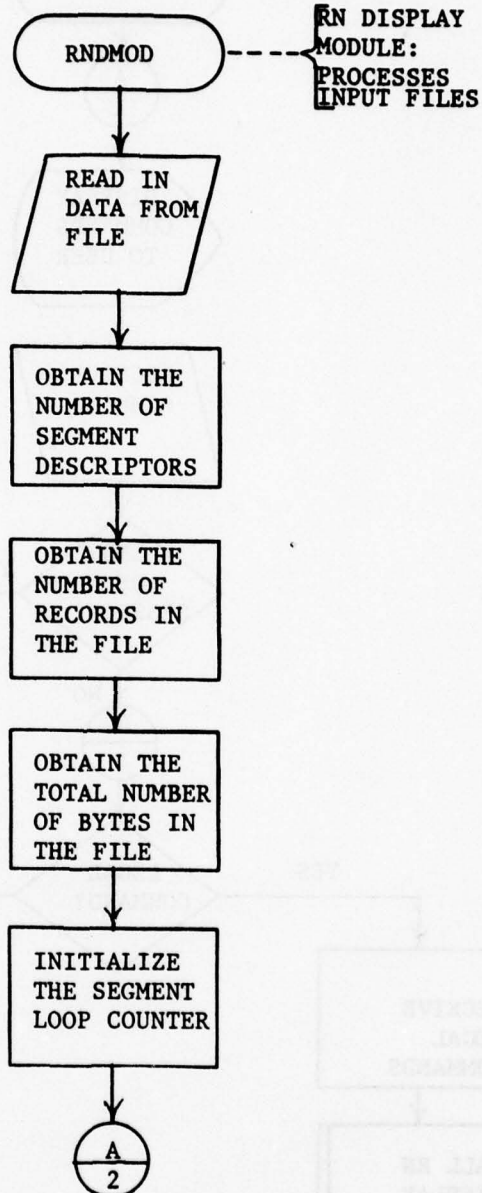 RNDMOD
RN DISPLAY
MODULE:
PROCESSES
INPUT FILES
READ IN
DATA FROM
FILE
OBTAIN THE
NUMBER OF
SEGMENT
DESCRIPTORS
OBTAIN THE
NUMBER OF
RECORDS IN
THE FILE
OBTAIN THE
TOTAL NUMBER
OF BYTES IN
THE FILE
INITIALIZE
THE SEGMENT
LOOP COUNTER
A
2